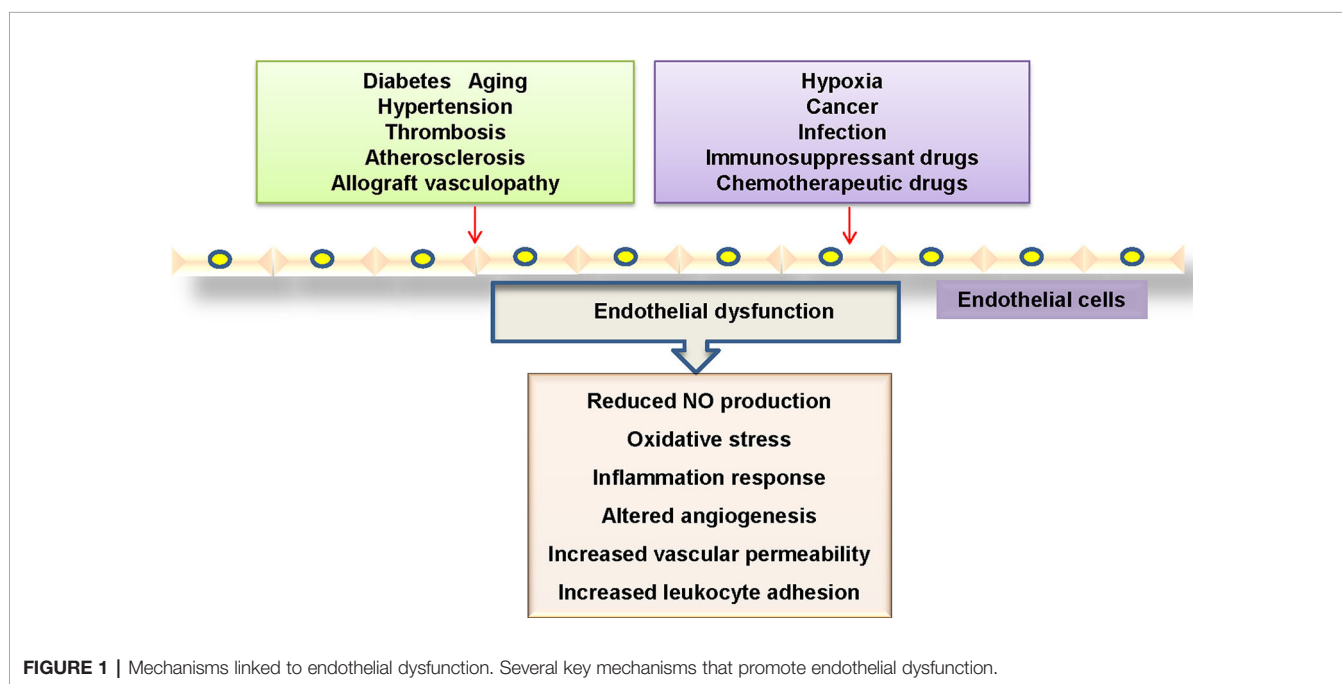 Diabetes Aging
Hypertension
Thrombosis
Atherosclerosis
Allograft vasculopathy
Hypoxia
Cancer
Infection
Immunosuppressant drugs
Chemotherapeutic drugs
Endothelial dysfunction
Endothelial cells
Reduced NO production
Oxidative stress
Inflammation response
Altered angiogenesis
Increased vascular permeability
Increased leukocyte adhesion
FIGURE 1 | Mechanisms linked to endothelial dysfunction. Several key mechanisms that promote endothelial dysfunction.